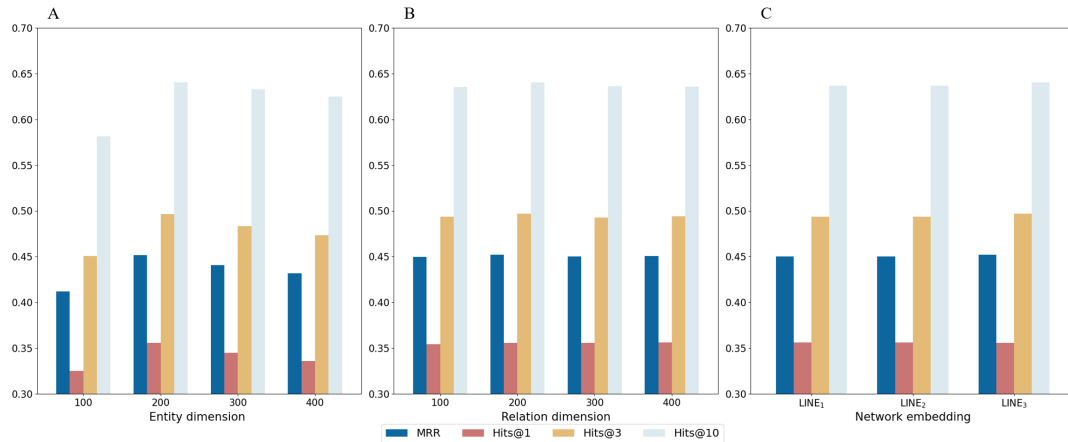 A
B
C
0.70
0.65
0.60
0.55
0.50
0.45
0.40
0.35
0.30
100 200 300 400
Entity dimension
0.70
0.65
0.60
0.55
0.50
0.45
0.40
0.35
0.30
100 200 300 400
Relation dimension
0.70
0.65
0.60
0.55
0.50
0.45
0.40
0.35
0.30
LINE₁ LINE₂ LINE₃
Network embedding
MRR Hits@1 Hits@3 Hits@10